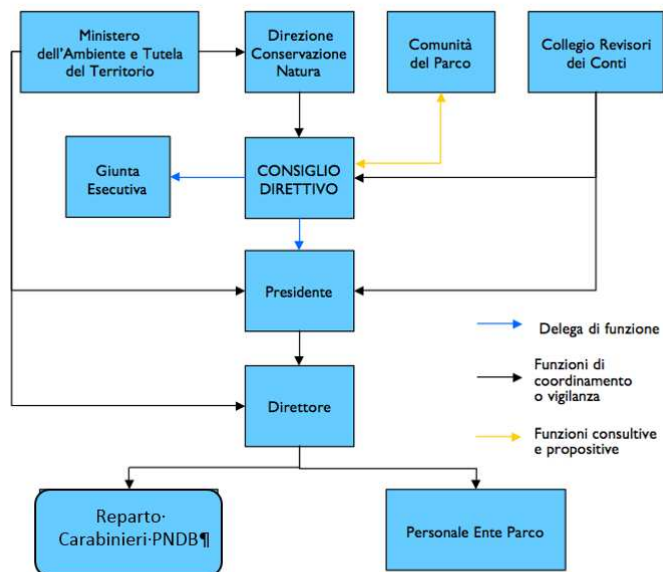 Ministero
dell'Ambiente e Tutela
del Territorio
Direzione
Conservazione
Natura
Comunità
del Parco
Collegio Revisori
dei Conti
Giunta
Esecutiva
CONSIGLIO
DIRETTIVO
Presidente
Delega di funzione
Funzioni di
coordinamento
o vigilanza
Direttore
Funzioni consultive
e propositive
Reparto·
Carabinieri·PNDB¶
Personale Ente Parco